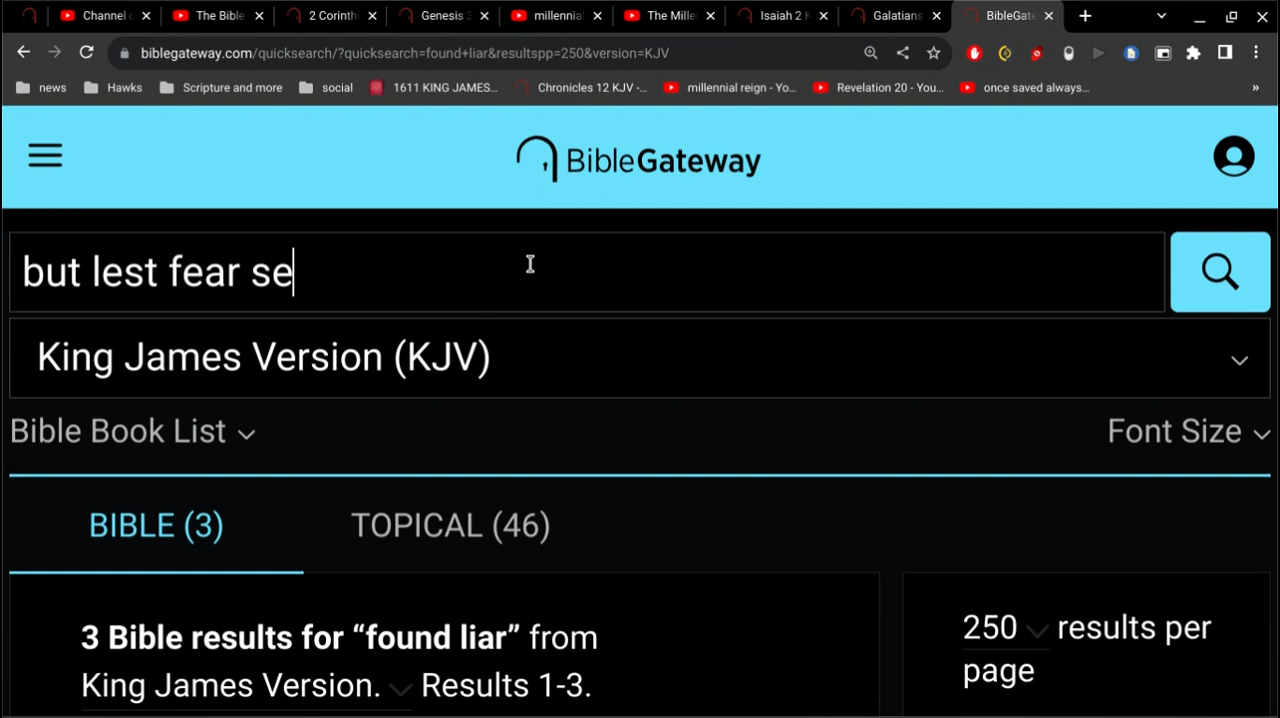 Channel
The Bible
2 Corinth
Genesis 3
millennia
The Mille
Isaiah 2 K
Galatians
BibleGate
biblegateway.com/quicksearch/?quicksearch=found+liar&resultspp=250&version=KJV
news
Hawks
Scripture and more
social
1611 KING JAMES...
Chronicles 12 KJV -...
millennial reign - Yo...
Revelation 20 - You...
once saved always...
»
BibleGateway
but lest fear se
King James Version (KJV)
Bible Book List
Font Size
BIBLE (3)
TOPICAL (46)
3 Bible results for “found liar” from
King James Version. Results 1-3.
250 results per
page